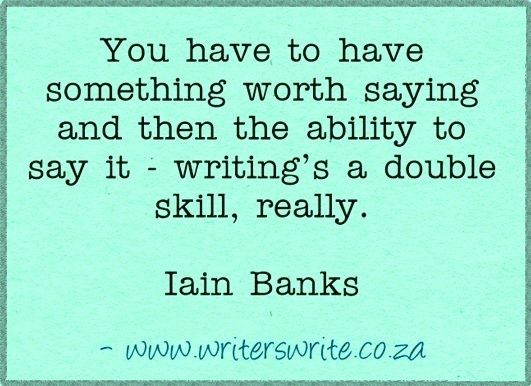 You have to have
something worth saying
and then the ability to
say it - writing's a double
skill, really.
Iain Banks
- www.writerswrite.co.za